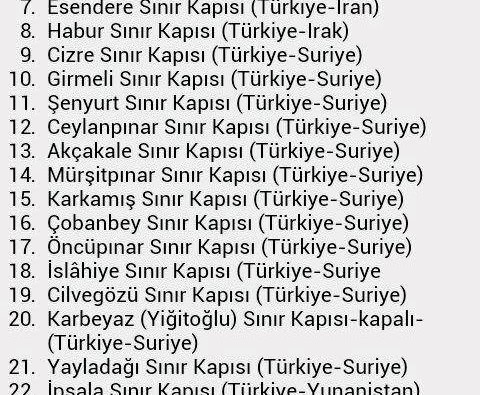 7. Esendere Sınır Kapısı (Türkiye-İran)
8. Habur Sınır Kapısı (Türkiye-Irak)
9. Cizre Sınır Kapısı (Türkiye-Suriye)
10. Girmeli Sınır Kapısı (Türkiye-Suriye)
11. Şenyurt Sınır Kapısı (Türkiye-Suriye)
12. Ceylanpınar Sınır Kapısı (Türkiye-Suriye)
13. Akçakale Sınır Kapısı (Türkiye-Suriye)
14. Mürşitpınar Sınır Kapısı (Türkiye-Suriye)
15. Karkamış Sınır Kapısı (Türkiye-Suriye)
16. Çobanbey Sınır Kapısı (Türkiye-Suriye)
17. Öncüpınar Sınır Kapısı (Türkiye-Suriye)
18. İslâhiye Sınır Kapısı (Türkiye-Suriye
19. Cilvegözü Sınır Kapısı (Türkiye-Suriye)
20. Karbeyaz (Yiğitoğlu) Sınır Kapısı-kapalı-
(Türkiye-Suriye)
21. Yayladağı Sınır Kapısı (Türkiye-Suriye)
22. İpsala Sınır Kapısı (Türkiye-Yunanistan)